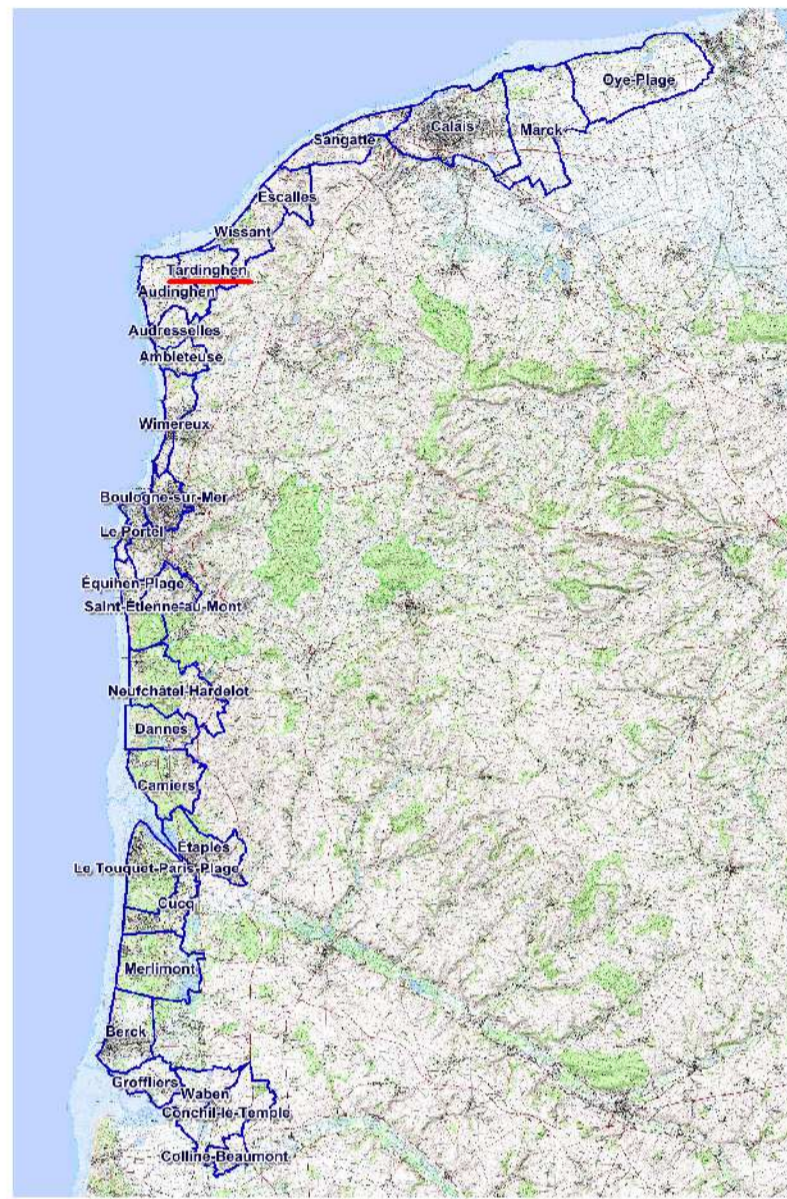 Oye-Plage
Calais
Marck
Sangatte
Escalles
Wissant
Tardinghen
Audinghen
Audresselles
Ambleteuse
Wimereux
Boulogne-sur-Mer
Le Portel
Équihen-Plage
Saint-Étienne-au-Mont
Neufchâtel-Hardelot
Dannes
Camiers
Étaples
Le Touquet-Paris-Plage
Cucq
Merlimont
Berck
Groffliers
Waben
Conchil-le-Temple
Colline-Beaumont